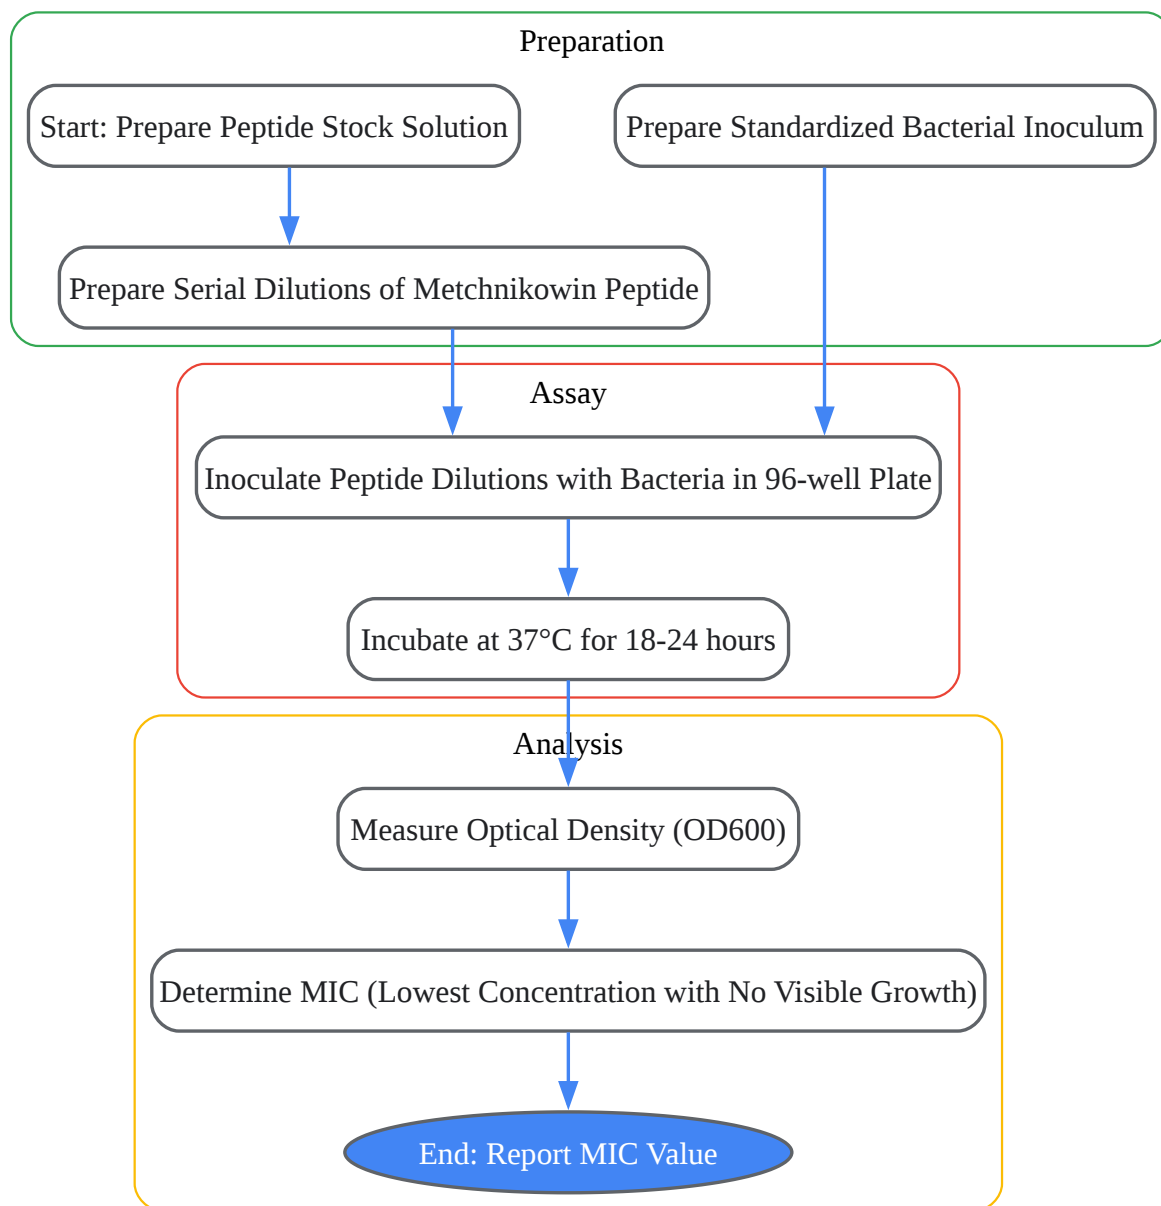 Preparation
Start: Prepare Peptide Stock Solution
Prepare Standardized Bacterial Inoculum
Prepare Serial Dilutions of Metchnikowin Peptide
Assay
Inoculate Peptide Dilutions with Bacteria in 96-well Plate
Incubate at 37°C for 18-24 hours
Analysis
Measure Optical Density (OD600)
Determine MIC (Lowest Concentration with No Visible Growth)
End: Report MIC Value